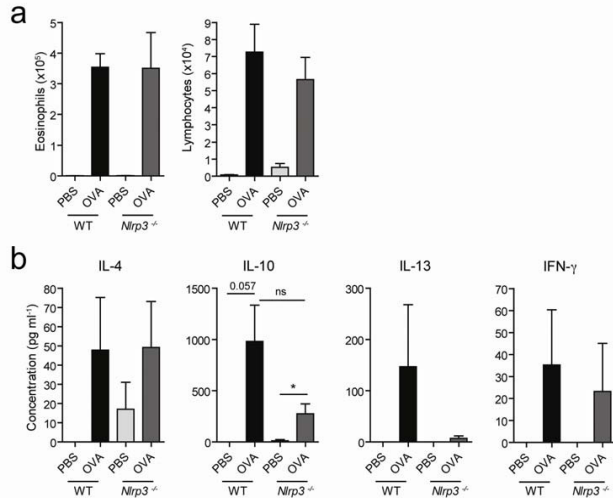 a
Eosinophils (x10⁵)
5
4
3
2
1
0
PBS
OVA
PBS
OVA
WT
Nlrp3 -/-
Lymphocytes (x10⁴)
9
8
7
6
5
4
3
2
1
0
PBS
OVA
PBS
OVA
WT
Nlrp3 -/-
b
IL-4
Concentration (pg ml⁻¹)
80
70
60
50
40
30
20
10
0
PBS
OVA
PBS
OVA
WT
Nlrp3 -/-
IL-10
1500
1000
500
0
0.057
ns
*
PBS
OVA
PBS
OVA
WT
Nlrp3 -/-
IL-13
300
200
100
0
PBS
OVA
PBS
OVA
WT
Nlrp3 -/-
IFN-γ
70
60
50
40
30
20
10
0
PBS
OVA
PBS
OVA
WT
Nlrp3 -/-